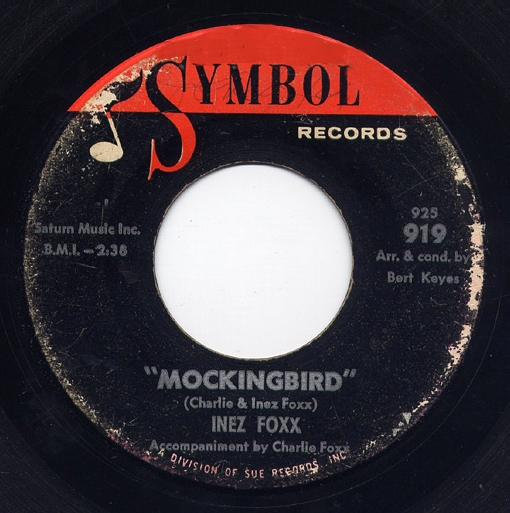 SYMBOL
RECORDS
Saturn Music Inc.
B.M.I. - 2:38
925
919
Arr. & cond. by
Bert Keyes
"MOCKINGBIRD"
(Charlie & Inez Foxx)
INEZ FOXX
Accompaniment by Charlie Foxx
A DIVISION OF SUE RECORDS, INC.